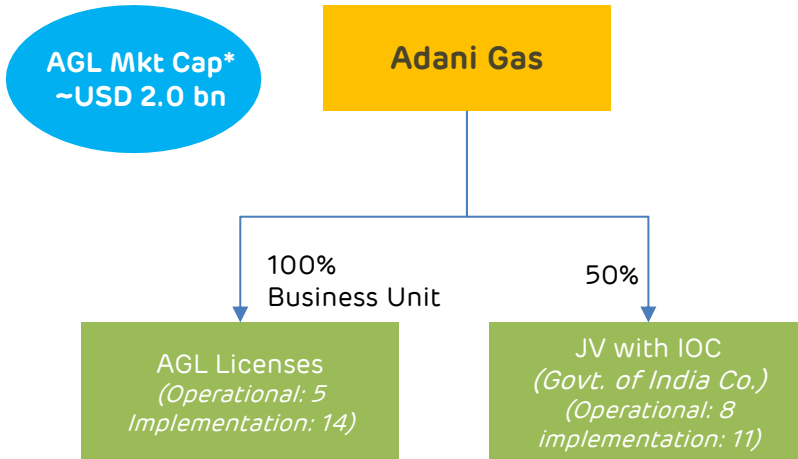 AGL Mkt Cap*
~USD 2.0 bn
Adani Gas
100%
Business Unit
50%
AGL Licenses
(Operational: 5
Implementation: 14)
JV with IOC
(Govt. of India Co.)
(Operational: 8
implementation: 11)